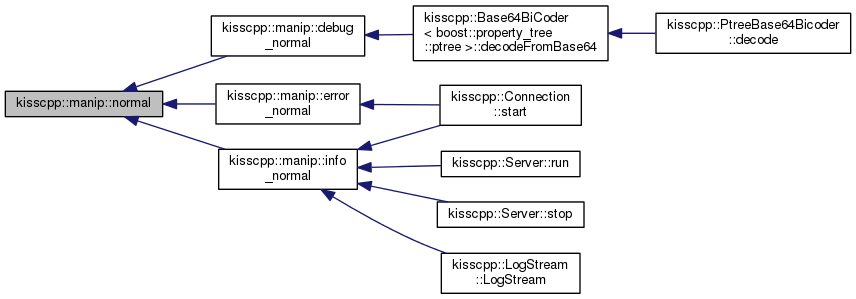 kisscpp::manip::normal
kisscpp::manip::debug
_normal
kisscpp::Base64BiCoder
< boost::property_tree
::ptree >::decodeFromBase64
kisscpp::PtreeBase64Bicoder
::decode
kisscpp::manip::error
_normal
kisscpp::Connection
::start
kisscpp::manip::info
_normal
kisscpp::Server::run
kisscpp::Server::stop
kisscpp::LogStream
::LogStream